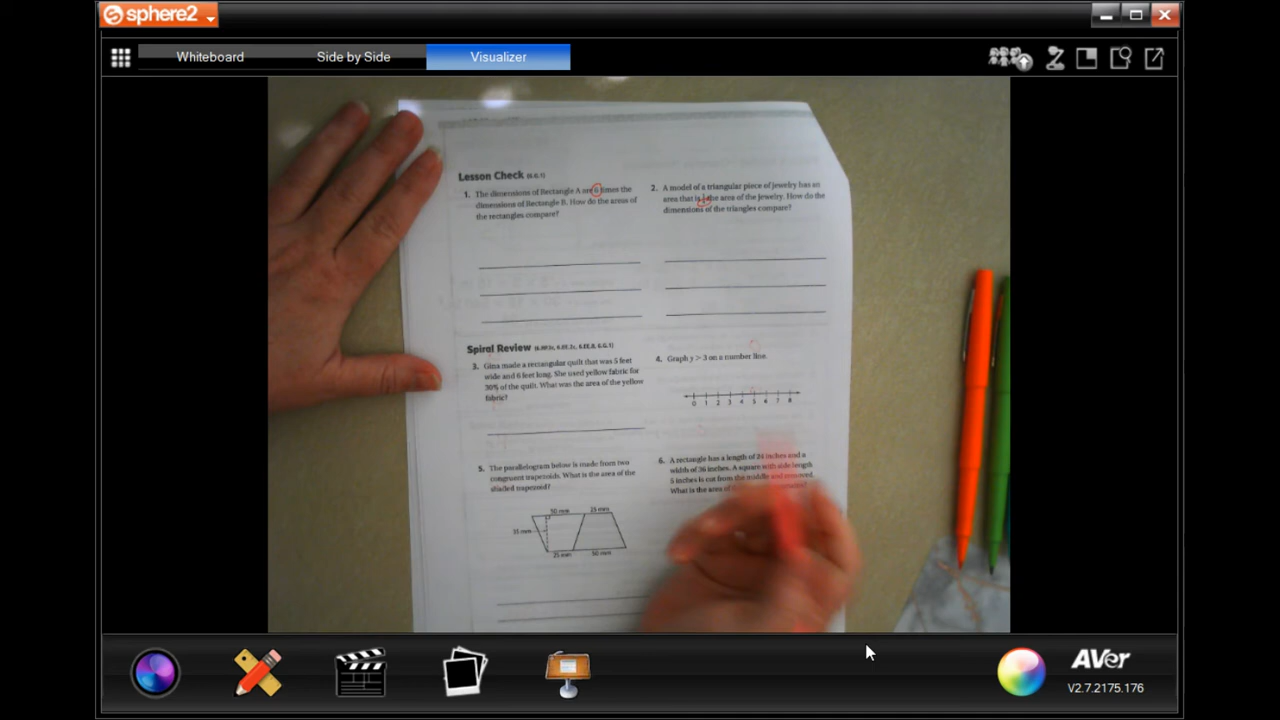 sphere2
Whiteboard
Side by Side
Visualizer
Lesson Check (6.G.1)
1. The dimensions of Rectangle A are 6 times the
dimensions of Rectangle B. How do the areas of
the rectangles compare?
2. A model of a triangular piece of jewelry has an
area that is the area of the jewelry. How do the
dimensions of the triangles compare?
Spiral Review
3. Gina made a rectangular quilt that was 5 feet
wide and 6 feet long. She used yellow fabric for
30% of the quilt. What was the area of the yellow
fabric?
4. Graph y > 3 on a number line.
0 1 2 3 4 5 6 7 8
5. The parallelogram below is made from two
congruent trapezoids. What is the area of the
shaded trapezoid?
50 mm 25 mm
35 mm
25 mm 50 mm
6. A rectangle has a length of 24 inches and a
width of 36 inches. A square with side length
5 inches is cut from the middle and removed.
What is the area of
AVer
V2.7.2175.176